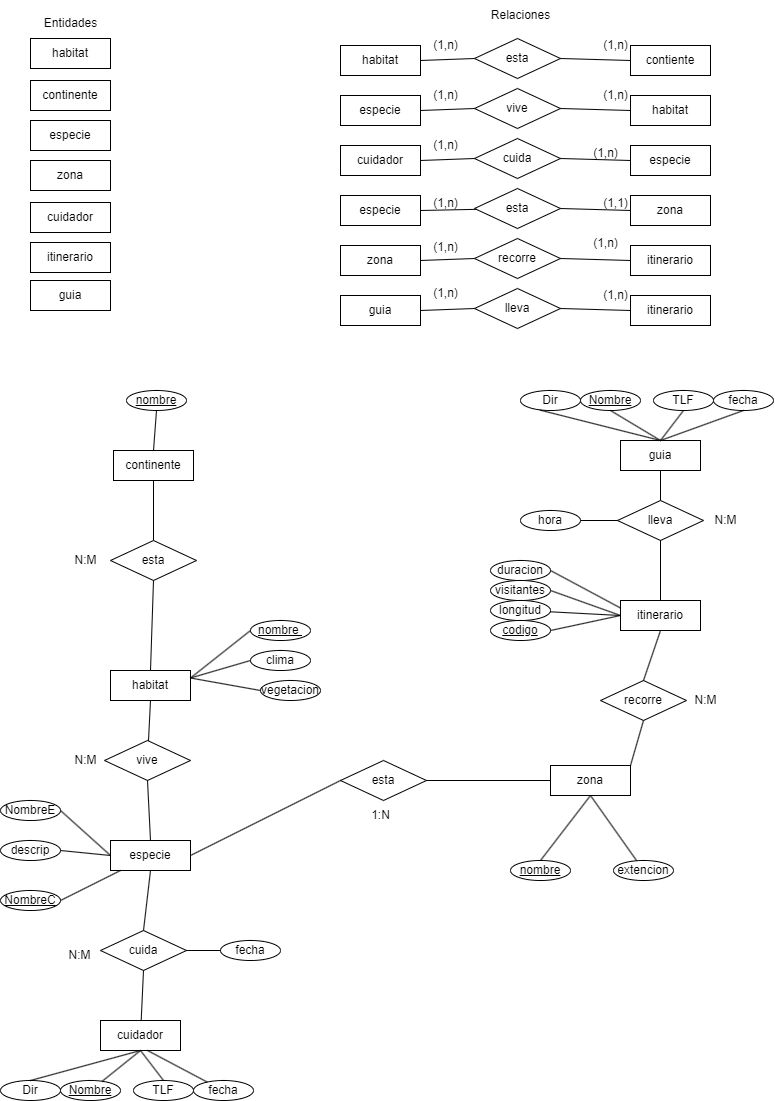 Entidades
habitat
continente
especie
zona
cuidador
itinerario
guia
Relaciones
habitat (1,n) esta (1,n) contiente
especie (1,n) vive (1,n) habitat
cuidador (1,n) cuida (1,n) especie
especie (1,n) esta (1,1) zona
zona (1,n) recorre (1,n) itinerario
guia (1,n) lleva (1,n) itinerario
nombre
continente
N:M esta
nombre
clima
habitat
vegetacion
N:M vive
NombreE
descrip
especie
NombreC
N:M cuida fecha
cuidador
Dir Nombre TLF fecha
esta
1:N
Dir Nombre TLF fecha
guia
hora lleva N:M
duracion
visitantes
longitud
codigo
itinerario
recorre N:M
zona
nombre extencion